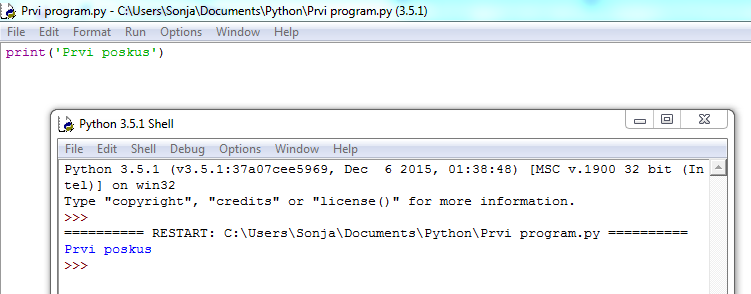 Prvi program.py - C:\Users\Sonja\Documents\Python\Prvi program.py (3.5.1)
File Edit Format Run Options Window Help
print('Prvi poskus')
Python 3.5.1 Shell
File Edit Shell Debug Options Window Help
Python 3.5.1 (v3.5.1:37a07cee5969, Dec  6 2015, 01:38:48) [MSC v.1900 32 bit (In
tel)] on win32
Type "copyright", "credits" or "license()" for more information.
>>>
========== RESTART: C:\Users\Sonja\Documents\Python\Prvi program.py ==========
Prvi poskus
>>>